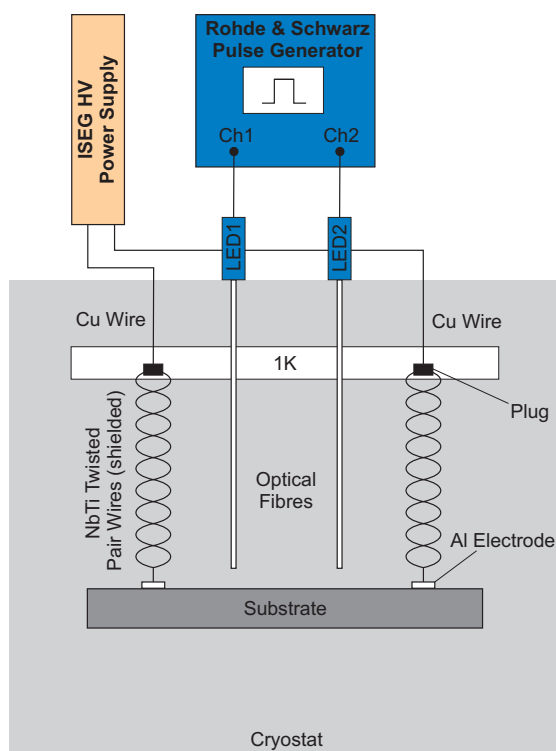 Rohde & Schwarz
Pulse Generator
ISEG HV
Power Supply
Ch1
Ch2
LED1
LED2
Cu Wire
Cu Wire
1K
Plug
NbTi Twisted
Pair Wires (shielded)
Optical
Fibres
Al Electrode
Substrate
Cryostat